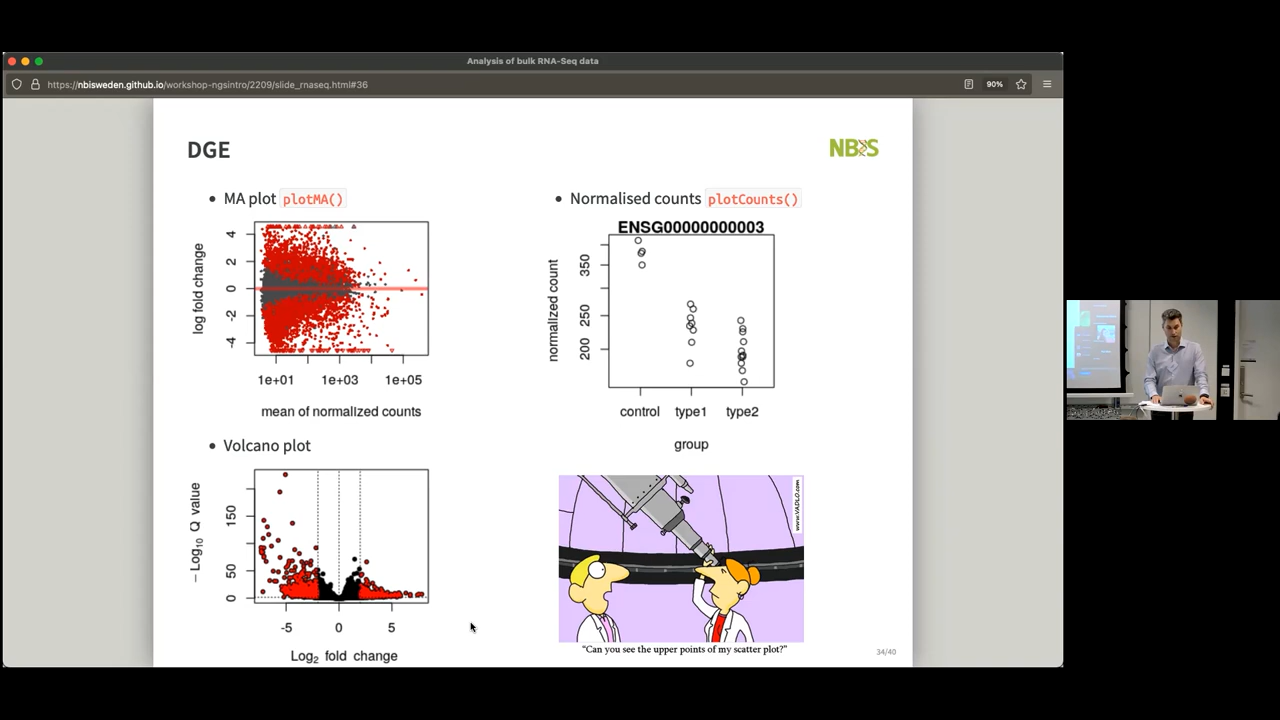 Analysis of bulk RNA-Seq data
https://nbisweden.github.io/workshop-ngsintro/2209/slide_rnaseq.html#36
90%
DGE
NBIS
• MA plot plotMA()
log fold change
4
2
0
-2
-4
1e+01 1e+03 1e+05
mean of normalized counts
• Normalised counts plotCounts()
ENSG00000000003
normalized count
350
250
200
control type1 type2
group
• Volcano plot
– Log10 Q value
150
50
0
-5 0 5
Log2 fold change
www.VADLO.com
"Can you see the upper points of my scatter plot?"
34/40